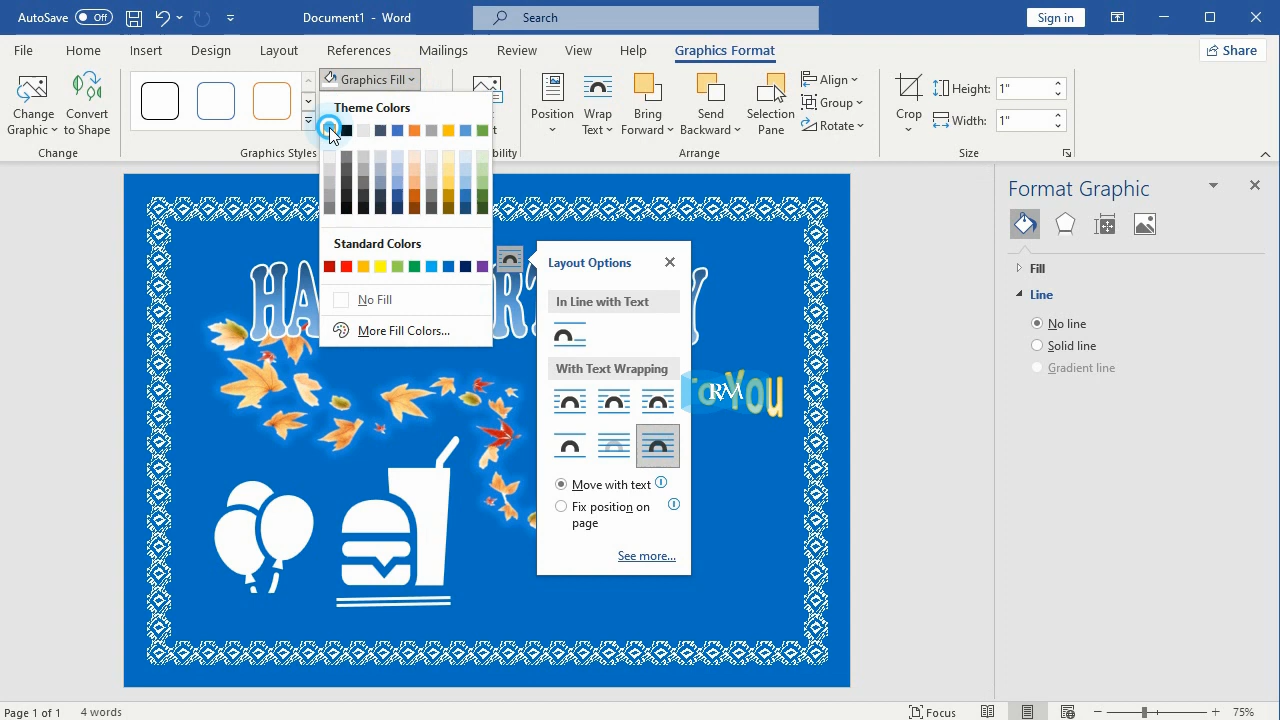 AutoSave Off Document1 - Word Search Sign in
File Home Insert Design Layout References Mailings Review View Help Graphics Format Share
Change Graphic
Convert to Shape
Change
Graphics Fill
Graphics Styles
Position
Wrap Text
Bring Forward
Send Backward
Selection Pane
Align
Group
Rotate
Arrange
Crop
Height: 1"
Width: 1"
Size
Theme Colors
Standard Colors
No Fill
More Fill Colors...
Layout Options
In Line with Text
With Text Wrapping
Move with text
Fix position on
page
See more...
HA
Y
You
RM
Format Graphic
Fill
Line
No line
Solid line
Gradient line
Page 1 of 1 4 words Focus 75%